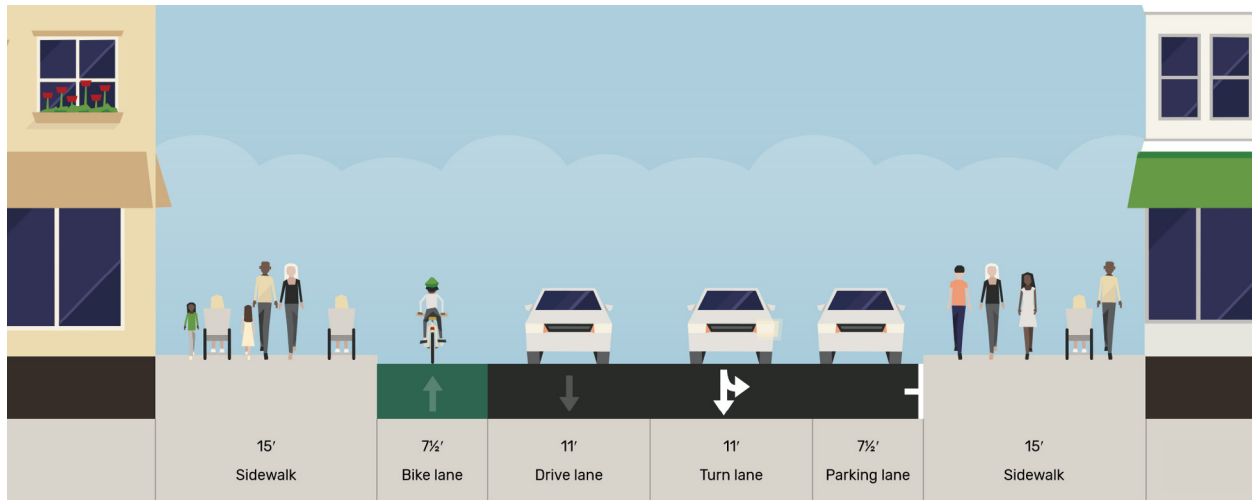 15′
Sidewalk
7½′
Bike lane
11′
Drive lane
11′
Turn lane
7½′
Parking lane
15′
Sidewalk